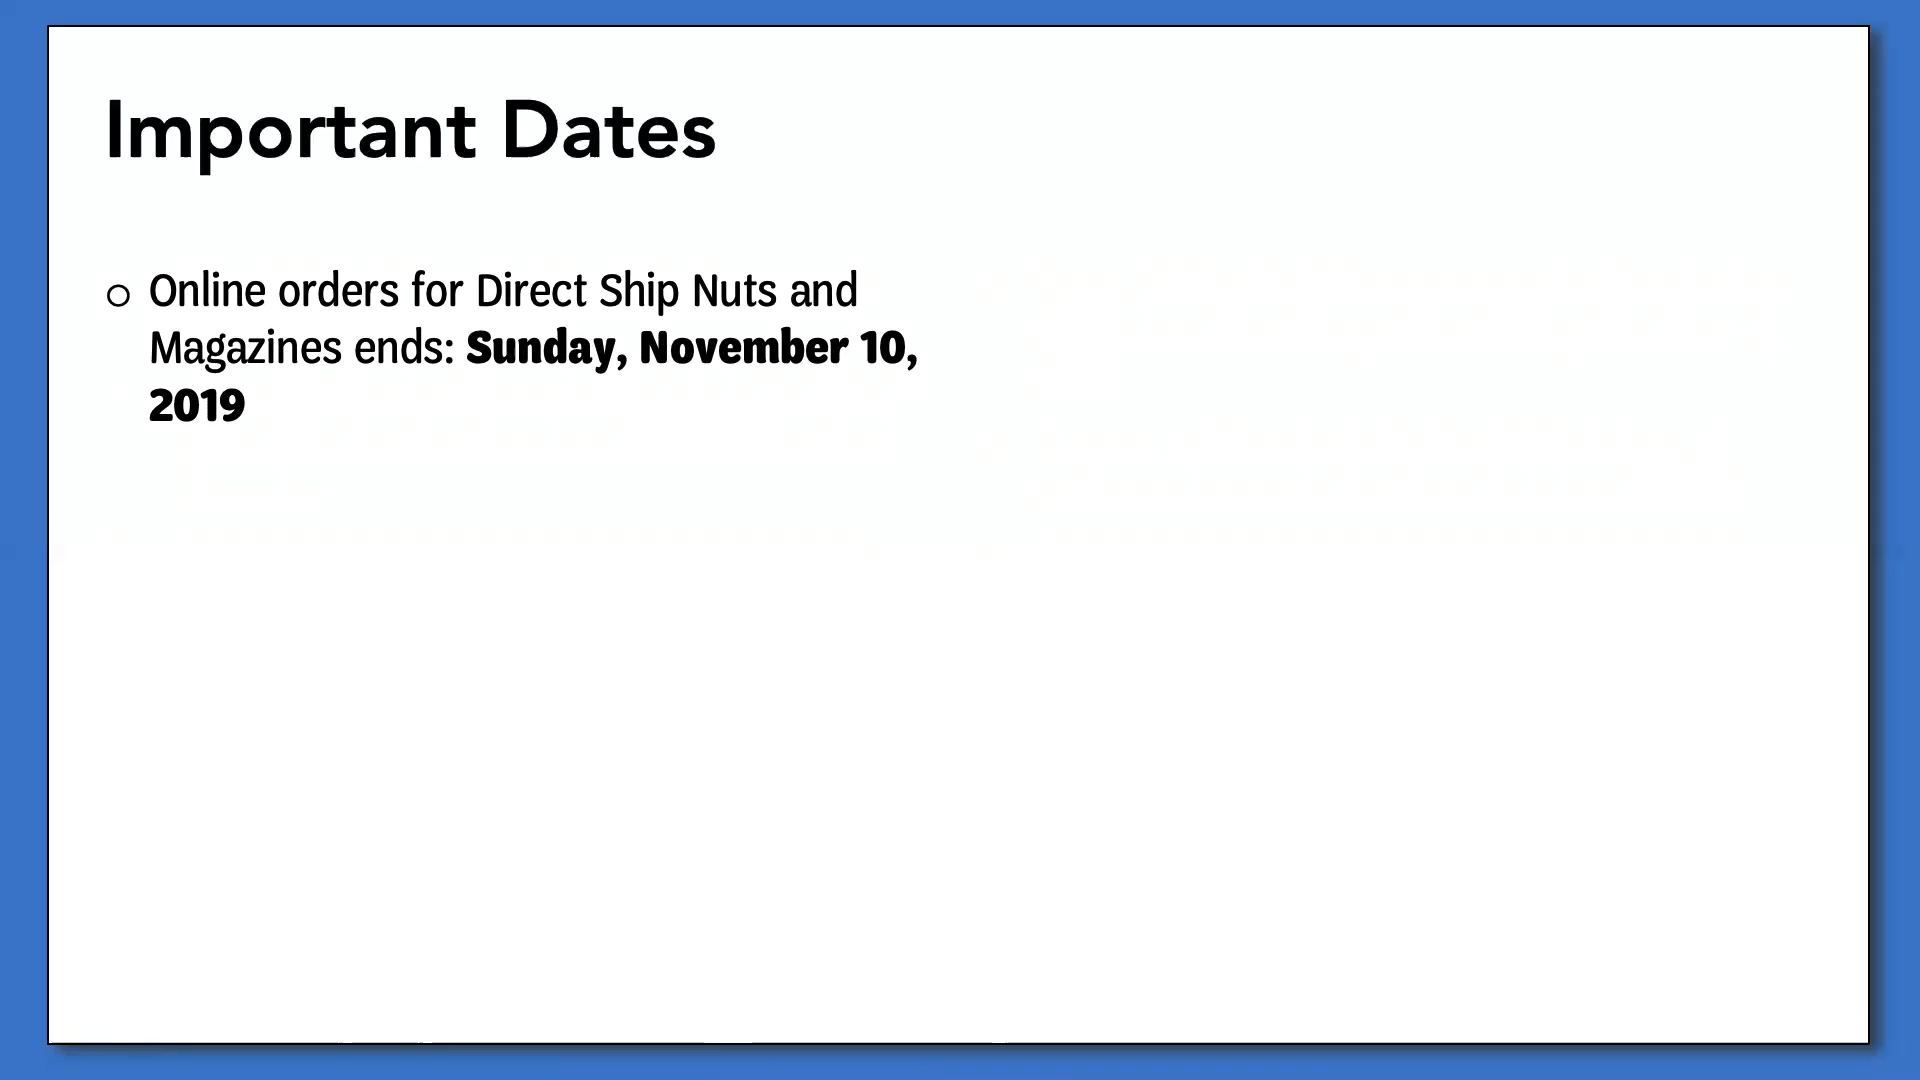 Important Dates
Online orders for Direct Ship Nuts and
Magazines ends: Sunday, November 10,
2019